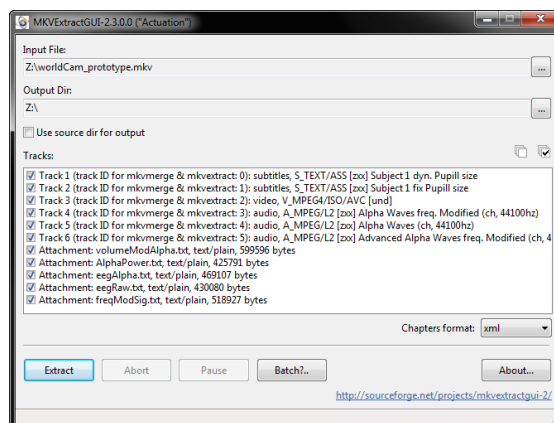 MKVExtractGUI-2.3.0.0 ("Actuation")
Input File:
Z:\worldCam_prototype.mkv
...
Output Dir:
Z:\
...
Use source dir for output
Tracks:
Track 1 (track ID for mkvmerge & mkvextract: 0): subtitles, S_TEXT/ASS [zxx] Subject 1 dyn. Pupill size
Track 2 (track ID for mkvmerge & mkvextract: 1): subtitles, S_TEXT/ASS [zxx] Subject 1 fix Pupill size
Track 3 (track ID for mkvmerge & mkvextract: 2): video, V_MPEG4/ISO/AVC [und]
Track 4 (track ID for mkvmerge & mkvextract: 3): audio, A_MPEG/L2 [zxx] Alpha Waves freq. Modified (ch, 44100hz)
Track 5 (track ID for mkvmerge & mkvextract: 4): audio, A_MPEG/L2 [zxx] Alpha Waves (ch, 44100hz)
Track 6 (track ID for mkvmerge & mkvextract: 5): audio, A_MPEG/L2 [zxx] Advanced Alpha Waves freq. Modified (ch, 4
Attachment: volumeModAlpha.txt, text/plain, 599596 bytes
Attachment: AlphaPower.txt, text/plain, 425791 bytes
Attachment: eegAlpha.txt, text/plain, 469107 bytes
Attachment: eegRaw.txt, text/plain, 430080 bytes
Attachment: freqModSig.txt, text/plain, 518927 bytes
Chapters format: xml
Extract Abort Pause Batch?.. About...
http://sourceforge.net/projects/mkvextractgui-2/